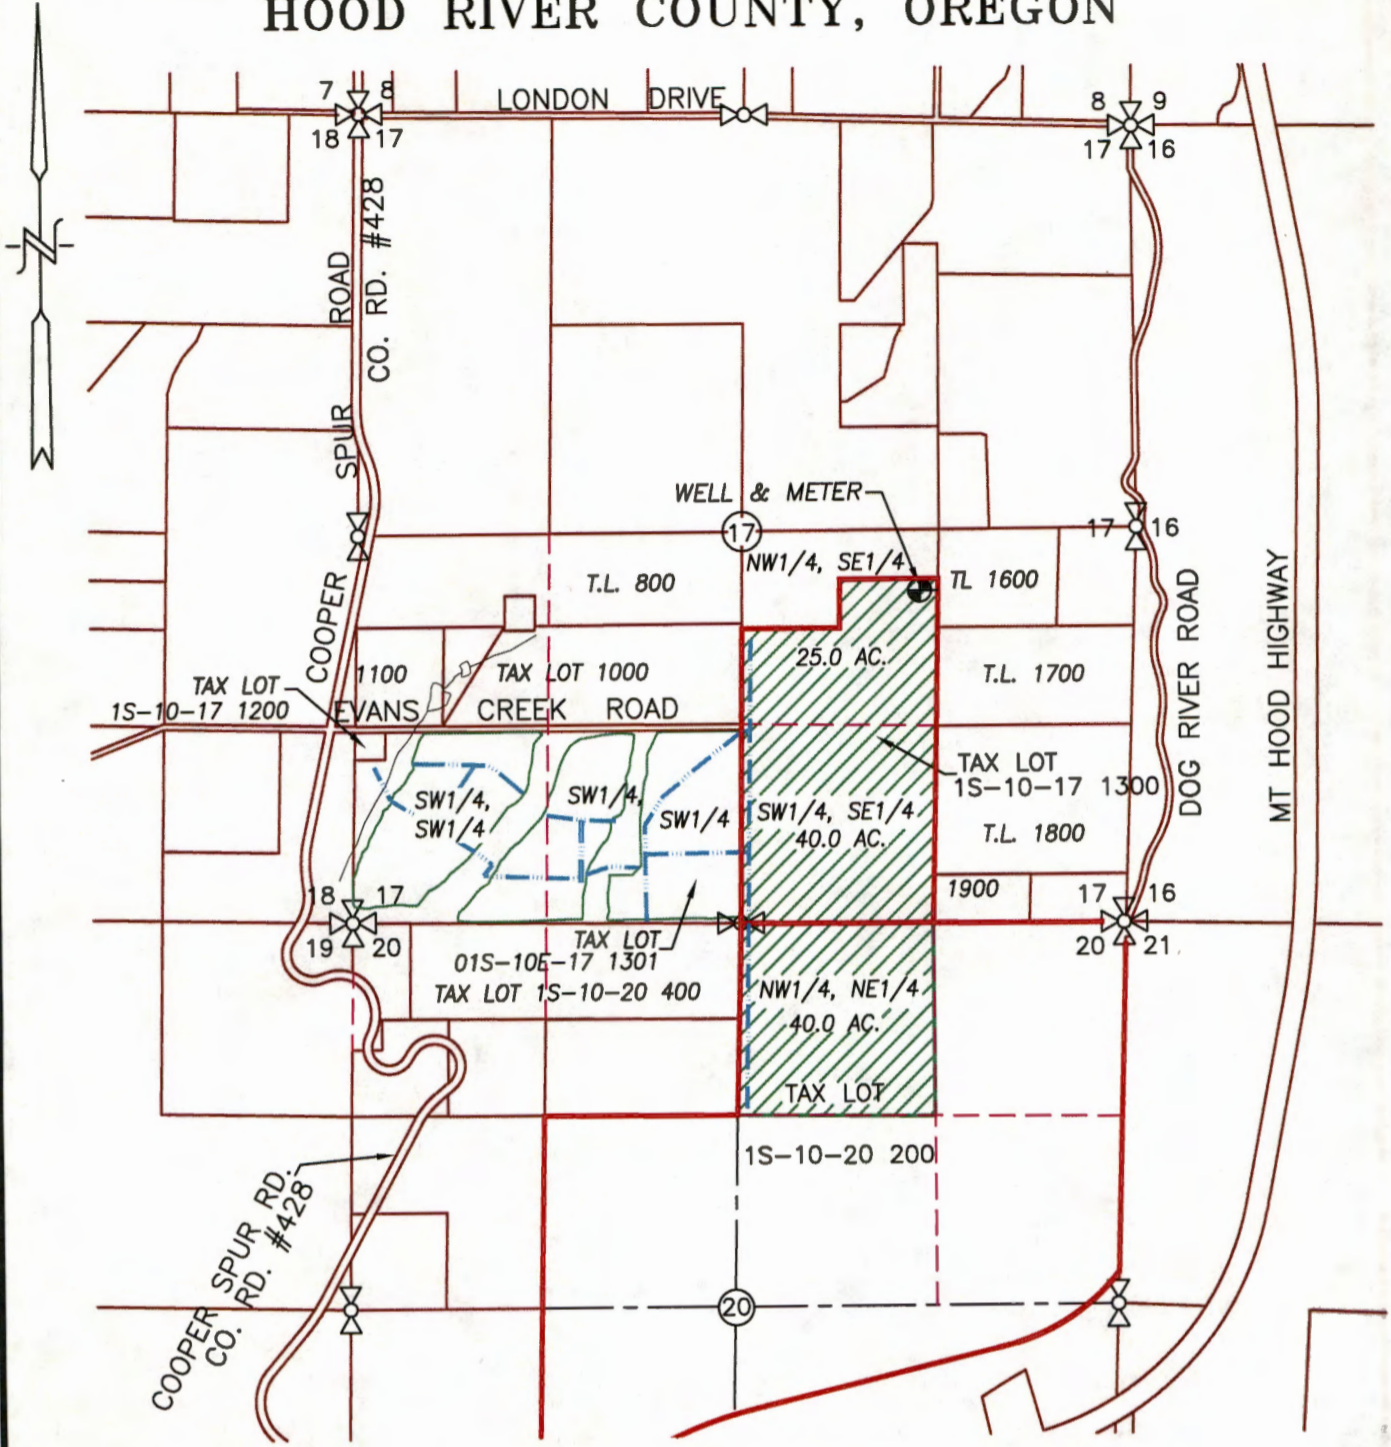 HOOD RIVER COUNTY, OREGON
7 8
LONDON DRIVE
8 9
18 17
17 16
N
COOPER SPUR ROAD
CO. RD. #428
WELL & METER
17
17 16
NW1/4, SE1/4
T.L. 800
TL 1600
25.0 AC.
1100
TAX LOT 1000
T.L. 1700
TAX LOT
1S-10-17 1200
EVANS CREEK ROAD
DOG RIVER ROAD
MT HOOD HIGHWAY
TAX LOT
1S-10-17 1300
SW1/4,
SW1/4
SW1/4,
SW1/4
SW1/4, SE1/4
40.0 AC.
T.L. 1800
1900
18 17
17 16
19 20
20 21
TAX LOT
01S-10E-17 1301
TAX LOT 1S-10-20 400
NW1/4, NE1/4
40.0 AC.
TAX LOT
1S-10-20 200
COOPER SPUR RD.
CO. RD. #428
20